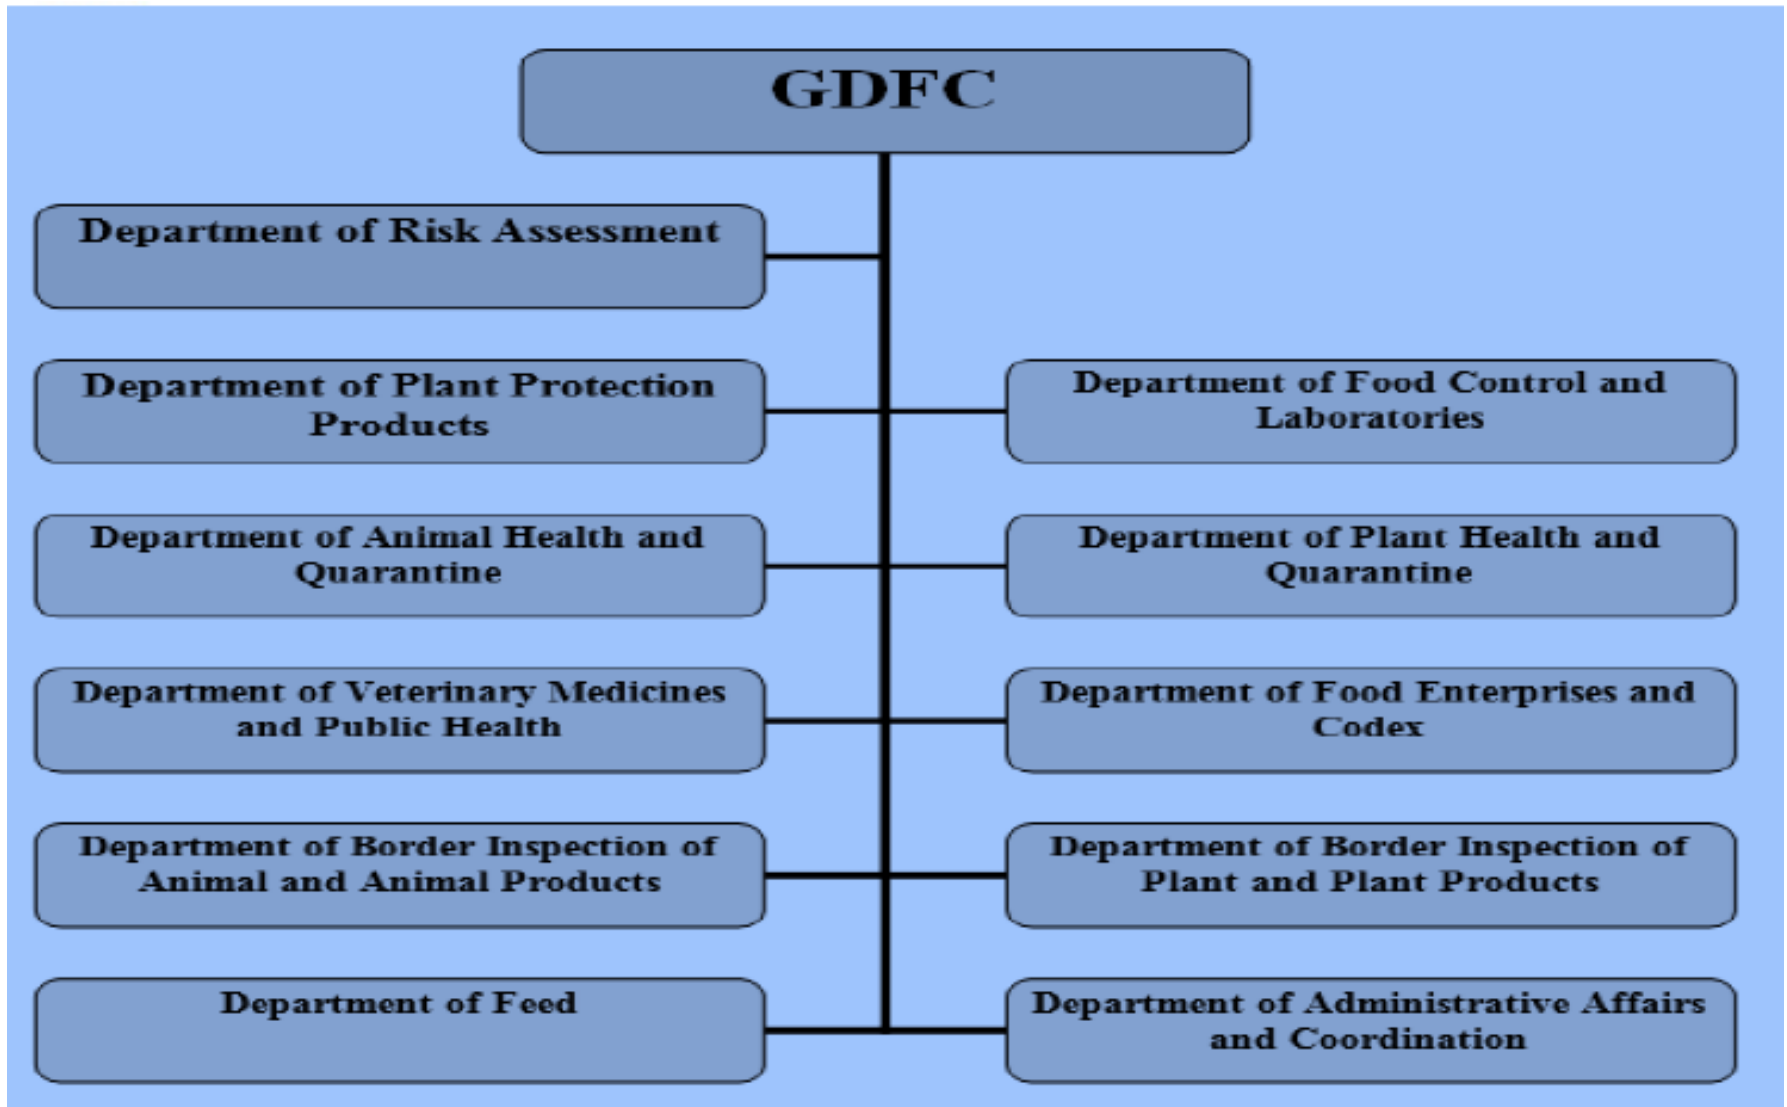 GDFC
Department of Risk Assessment
Department of Plant Protection
Products
Department of Food Control and
Laboratories
Department of Animal Health and
Quarantine
Department of Plant Health and
Quarantine
Department of Veterinary Medicines
and Public Health
Department of Food Enterprises and
Codex
Department of Border Inspection of
Animal and Animal Products
Department of Border Inspection of
Plant and Plant Products
Department of Feed
Department of Administrative Affairs
and Coordination